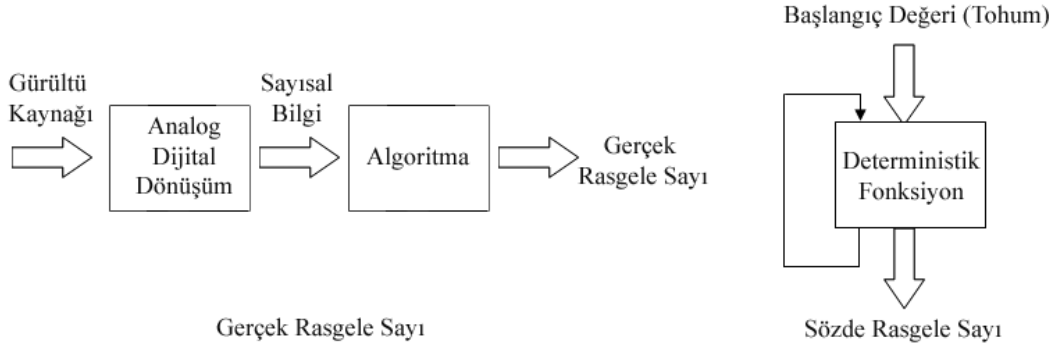 Başlangıç Değeri (Tohum)
Gürültü
Kaynağı
Analog
Dijital
Dönüşüm
Sayısal
Bilgi
Algoritma
Gerçek
Rasgele Sayı
Deterministik
Fonksiyon
Gerçek Rasgele Sayı
Sözde Rasgele Sayı